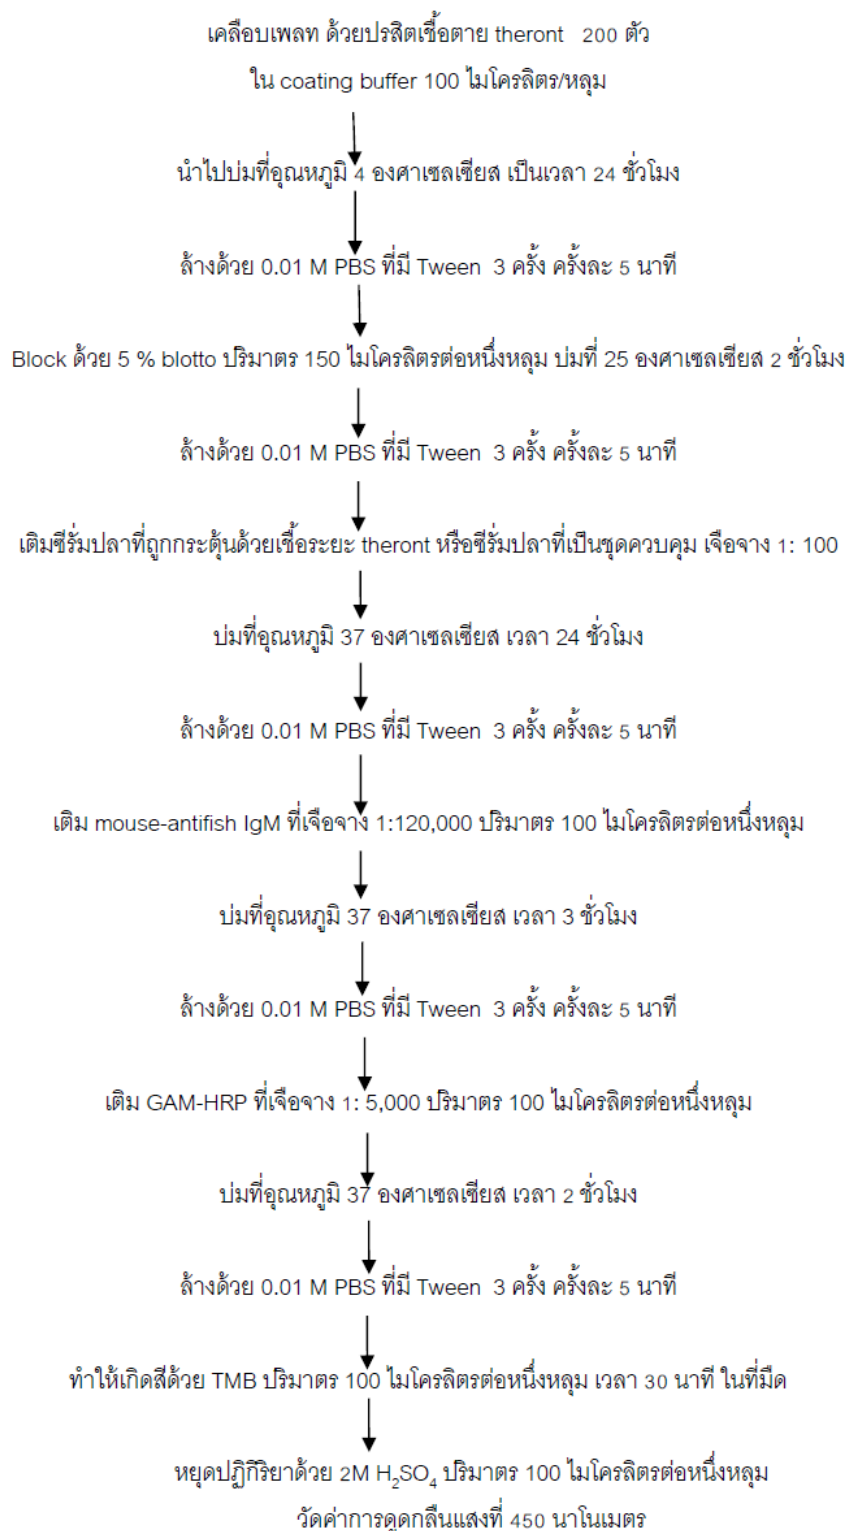 เคลือบเพลท ด้วยปรสิตเชื้อตาย theront 200 ตัว
ใน coating buffer 100 ไมโครลิตร/หลุม
นำไปบ่มที่อุณหภูมิ 4 องศาเซลเซียส เป็นเวลา 24 ชั่วโมง
ล้างด้วย 0.01 M PBS ที่มี Tween 3 ครั้ง ครั้งละ 5 นาที
Block ด้วย 5 % blotto ปริมาตร 150 ไมโครลิตรต่อหนึ่งหลุม บ่มที่ 25 องศาเซลเซียส 2 ชั่วโมง
ล้างด้วย 0.01 M PBS ที่มี Tween 3 ครั้ง ครั้งละ 5 นาที
เติมซีรั่มปลาที่ถูกกระตุ้นด้วยเชื้อระยะ theront หรือซีรั่มปลาที่เป็นชุดควบคุม เจือจาง 1: 100
บ่มที่อุณหภูมิ 37 องศาเซลเซียส เวลา 24 ชั่วโมง
ล้างด้วย 0.01 M PBS ที่มี Tween 3 ครั้ง ครั้งละ 5 นาที
เติม mouse-antifish IgM ที่เจือจาง 1:120,000 ปริมาตร 100 ไมโครลิตรต่อหนึ่งหลุม
บ่มที่อุณหภูมิ 37 องศาเซลเซียส เวลา 3 ชั่วโมง
ล้างด้วย 0.01 M PBS ที่มี Tween 3 ครั้ง ครั้งละ 5 นาที
เติม GAM-HRP ที่เจือจาง 1: 5,000 ปริมาตร 100 ไมโครลิตรต่อหนึ่งหลุม
บ่มที่อุณหภูมิ 37 องศาเซลเซียส เวลา 2 ชั่วโมง
ล้างด้วย 0.01 M PBS ที่มี Tween 3 ครั้ง ครั้งละ 5 นาที
ทำให้เกิดสีด้วย TMB ปริมาตร 100 ไมโครลิตรต่อหนึ่งหลุม เวลา 30 นาที ในที่มืด
หยุดปฏิกิริยาด้วย 2M H₂SO₄ ปริมาตร 100 ไมโครลิตรต่อหนึ่งหลุม
วัดค่าการดูดกลืนแสงที่ 450 นาโนเมตร